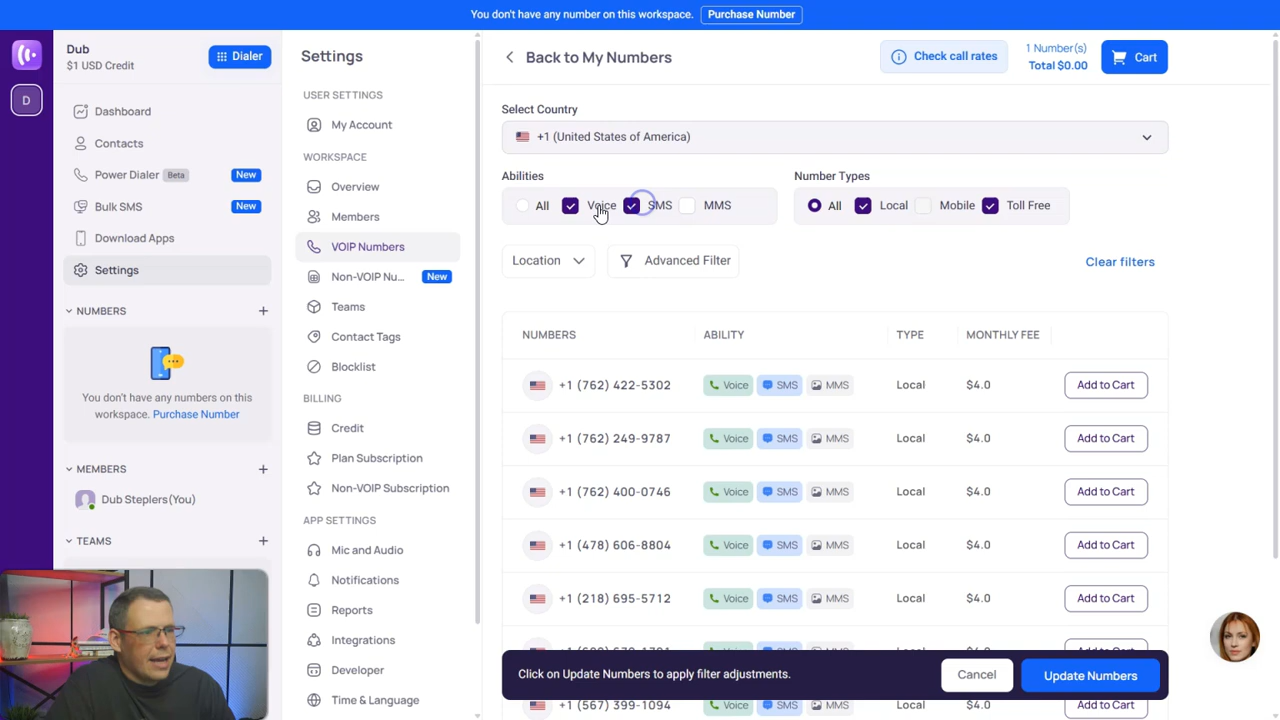 You don't have any number on this workspace. Purchase Number
Dub
$1 USD Credit
Dialer
D
Dashboard
Contacts
Power Dialer Beta New
Bulk SMS New
Download Apps
Settings
NUMBERS
You don't have any numbers on this
workspace. Purchase Number
MEMBERS
Dub Steplers(You)
TEAMS
Settings
USER SETTINGS
My Account
WORKSPACE
Overview
Members
VOIP Numbers
Non-VOIP Nu... New
Teams
Contact Tags
Blocklist
BILLING
Credit
Plan Subscription
Non-VOIP Subscription
APP SETTINGS
Mic and Audio
Notifications
Reports
Integrations
Developer
Time & Language
Back to My Numbers
Check call rates
1 Number(s)
Total $0.00
Cart
Select Country
+1 (United States of America)
Abilities
All Voice SMS MMS
Number Types
All Local Mobile Toll Free
Location
Advanced Filter
Clear filters
NUMBERS ABILITY TYPE MONTHLY FEE
+1 (762) 422-5302 Voice SMS MMS Local $4.0 Add to Cart
+1 (762) 249-9787 Voice SMS MMS Local $4.0 Add to Cart
+1 (762) 400-0746 Voice SMS MMS Local $4.0 Add to Cart
+1 (478) 606-8804 Voice SMS MMS Local $4.0 Add to Cart
+1 (218) 695-5712 Voice SMS MMS Local $4.0 Add to Cart
Click on Update Numbers to apply filter adjustments.
Cancel
Update Numbers
+1 (567) 399-1094 Voice SMS MMS Local $4.0 Add to Cart